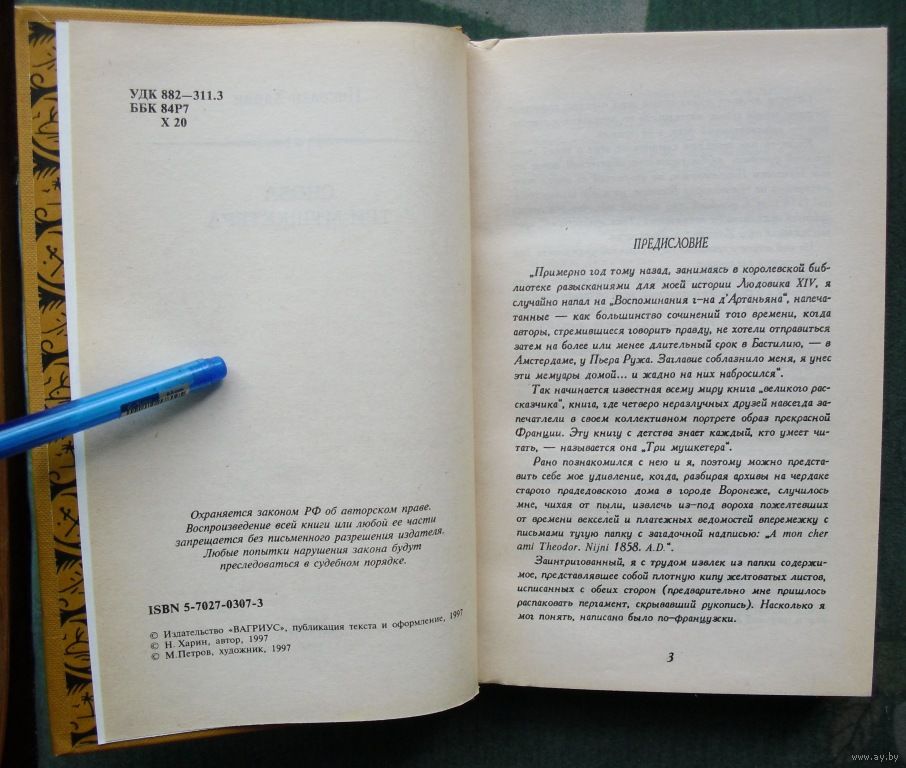 УДК 882—311.3
ББК 84Р7
Х 20
Охраняется законом РФ об авторском праве.
Воспроизведение всей книги или любой ее части
запрещается без письменного разрешения издателя.
Любые попытки нарушения закона будут
преследоваться в судебном порядке.
ISBN 5-7027-0307-3
© Издательство «ВАГРИУС», публикация текста и оформление, 1997
© Н. Харин, автор, 1997
© М.Петров, художник, 1997
ПРЕДИСЛОВИЕ
„Примерно год тому назад, занимаясь в королевской биб-
лиотеке разысканиями для моей истории Людовика XIV, я
случайно напал на „Воспоминания г-на д'Артаньяна“, напеча-
танные — как большинство сочинений того времени, когда
авторы, стремившиеся говорить правду, не хотели отправиться
затем на более или менее длительный срок в Бастилию, — в
Амстердаме, у Пьера Ружа. Заглавие соблазнило меня, я унес
эти мемуары домой... и жадно на них набросился“.
Так начинается известная всему миру книга „великого рас-
сказчика“, книга, где четверо неразлучных друзей навсегда за-
печатлели в своем коллективном портрете образ прекрасной
Франции. Эту книгу с детства знает каждый, кто умеет чи-
тать, — называется она „Три мушкетера“.
Рано познакомился с нею и я, поэтому можно предста-
вить себе мое удивление, когда, разбирая архивы на чердаке
старого прадедовского дома в городе Воронеже, случилось
мне, чихая от пыли, извлечь из-под вороха пожелтевших
от времени векселей и платежных ведомостей вперемежку с
письмами тугую папку с загадочной надписью: „A mon cher
ami Theodor. Nijni 1858. A.D.“.
Заинтригованный, я с трудом извлек из папки содержи-
мое, представлявшее собой плотную кипу желтоватых листов,
исписанных с обеих сторон (предварительно мне пришлось
распаковать пергамент, скрывавший рукопись). Насколько я
мог понять, написано было по-французски.
3
www.ay.by